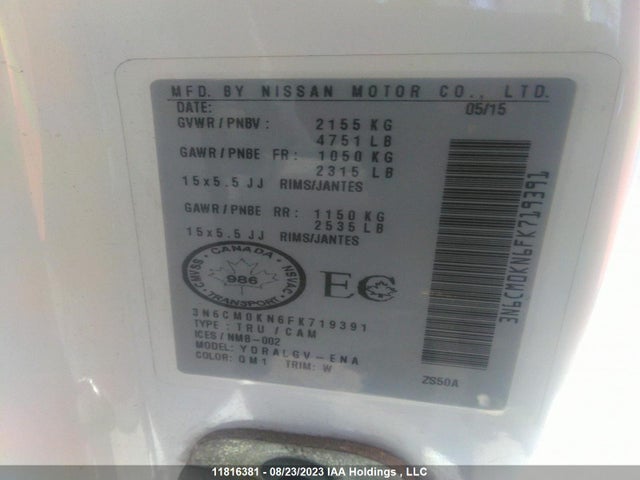 MFD. BY NISSAN MOTOR CO., LTD.
DATE: 05/15
GVWR/PNBV : 2155 KG
4751 LB
GAWR/PNBE FR: 1050 KG
2315 LB
15x5.5 JJ RIMS/JANTES
GAWR/PNBE RR: 1150 KG
2535 LB
15x5.5 JJ RIMS/JANTES
CANADA
CMVSS 986 NSVAC
TRANSPORT
EC
3N6CM0KN6FK719391
TYPE: TRU/CAM
ICES/NMB-002
MODEL: YDRALGV-ENA
COLOR: QM1 TRIM: W
ZS50A
3N6CM0KN6FK719391
11816381 - 08/23/2023 IAA Holdings , LLC